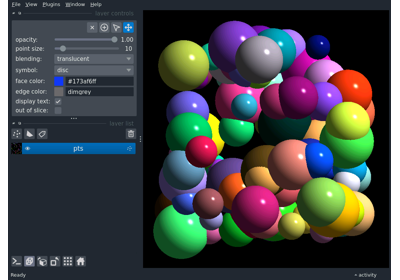 File View Plugins Window Help
layer controls
opacity: 1.00
point size: 10
blending: translucent
symbol: disc
face color: #173af6ff
edge color: dimgrey
display text: ✓
out of slice:
layer list
pts
Ready
activity